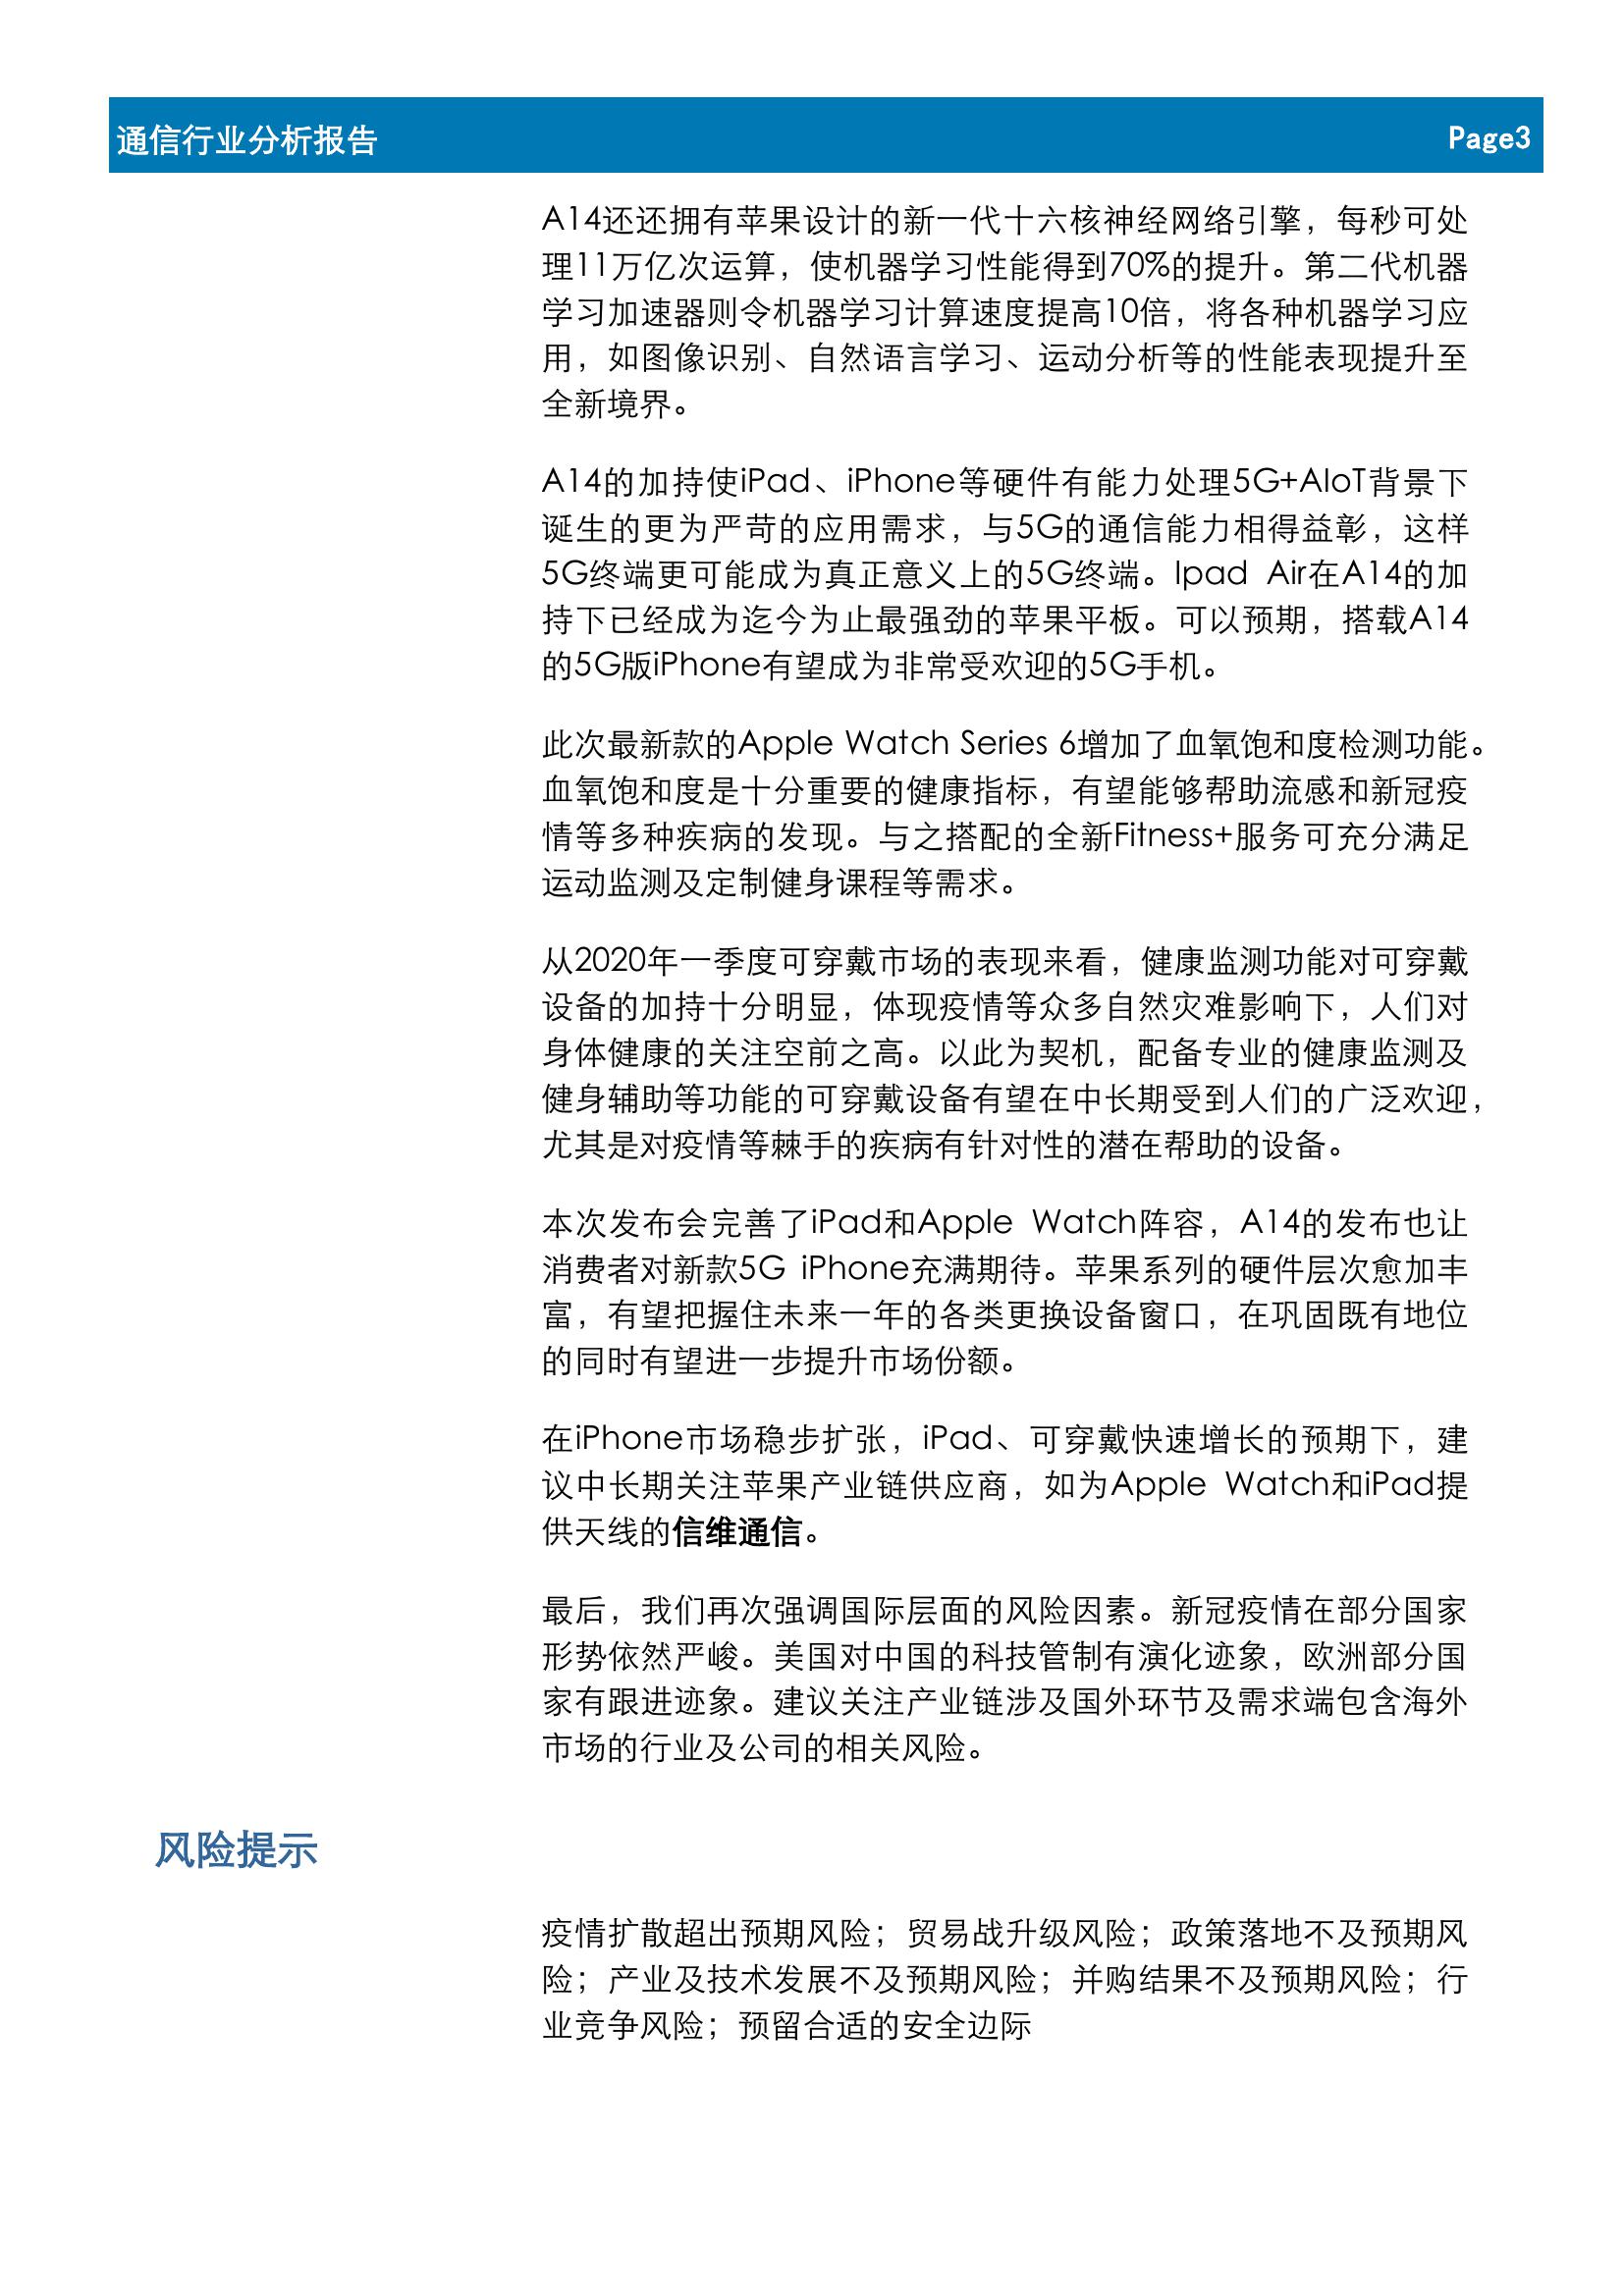 通信行业分析报告
Page3
A14还还拥有苹果设计的新一代十六核神经网络引擎，每秒可处
理11万亿次运算，使机器学习性能得到70%的提升。第二代机器
学习加速器则令机器学习计算速度提高10倍，将各种机器学习应
用，如图像识别、自然语言学习、运动分析等的性能表现提升至
全新境界。
A14的加持使iPad、iPhone等硬件有能力处理5G+AIoT背景下
诞生的更为严苛的应用需求，与5G的通信能力相得益彰，这样
5G终端更可能成为真正意义上的5G终端。Ipad Air在A14的加
持下已经成为迄今为止最强劲的苹果平板。可以预期，搭载A14
的5G版iPhone有望成为非常受欢迎的5G手机。
此次最新款的Apple Watch Series 6增加了血氧饱和度检测功能。
血氧饱和度是十分重要的健康指标，有望能够帮助流感和新冠疫
情等多种疾病的发现。与之搭配的全新Fitness+服务可充分满足
运动监测及定制健身课程等需求。
从2020年一季度可穿戴市场的表现来看，健康监测功能对可穿戴
设备的加持十分明显，体现疫情等众多自然灾难影响下，人们对
身体健康的关注空前之高。以此为契机，配备专业的健康监测及
健身辅助等功能的可穿戴设备有望在中长期受到人们的广泛欢迎，
尤其是对疫情等棘手的疾病有针对性的潜在帮助的设备。
本次发布会完善了iPad和Apple Watch阵容，A14的发布也让
消费者对新款5G iPhone充满期待。苹果系列的硬件层次愈加丰
富，有望把握住未来一年的各类更换设备窗口，在巩固既有地位
的同时有望进一步提升市场份额。
在iPhone市场稳步扩张，iPad、可穿戴快速增长的预期下，建
议中长期关注苹果产业链供应商，如为Apple Watch和iPad提
供天线的信维通信。
最后，我们再次强调国际层面的风险因素。新冠疫情在部分国家
形势依然严峻。美国对中国的科技管制有演化迹象，欧洲部分国
家有跟进迹象。建议关注产业链涉及国外环节及需求端包含海外
市场的行业及公司的相关风险。
风险提示
疫情扩散超出预期风险；贸易战升级风险；政策落地不及预期风
险；产业及技术发展不及预期风险；并购结果不及预期风险；行
业竞争风险；预留合适的安全边际